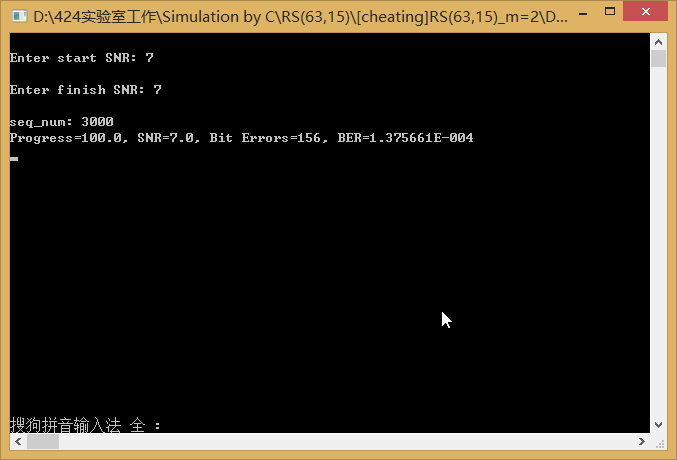 D:\424实验室工作\Simulation by C\RS(63,15)\[cheating]RS(63,15)_m=2\D...
Enter start SNR: 7
Enter finish SNR: 7
seq_num: 3000
Progress=100.0, SNR=7.0, Bit Errors=156, BER=1.375661E-004
搜狗拼音输入法 全 :